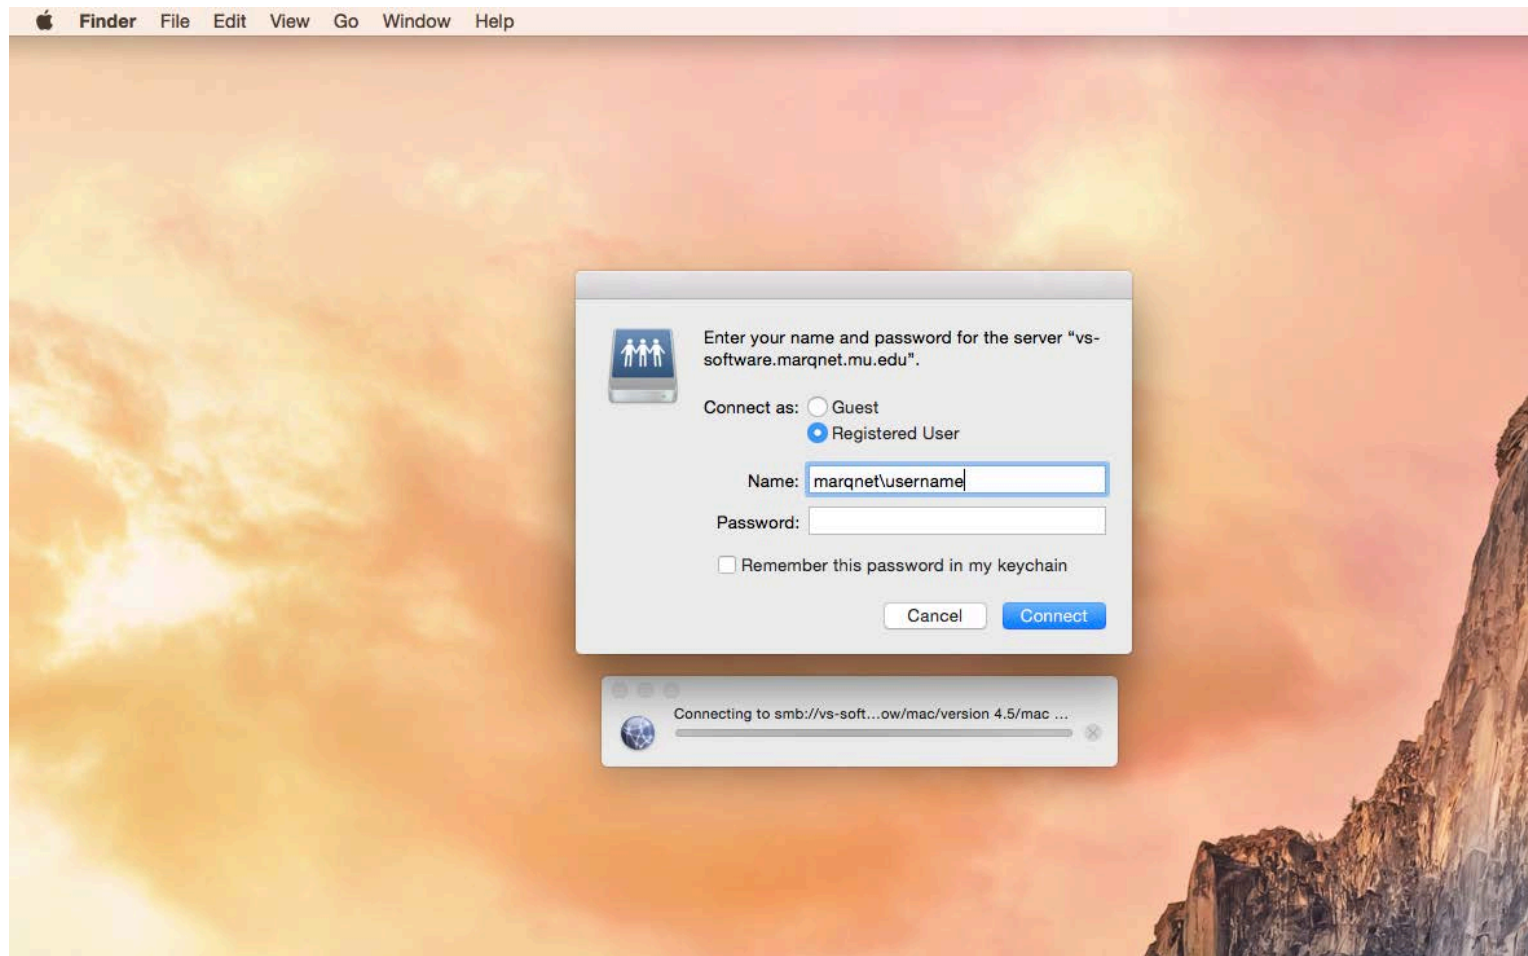 Finder File Edit View Go Window Help
Enter your name and password for the server “vs-
software.marqnet.mu.edu”.
Connect as: Guest
Registered User
Name: marqnet\username
Password:
Remember this password in my keychain
Cancel Connect
Connecting to smb://vs-soft...ow/mac/version 4.5/mac ...